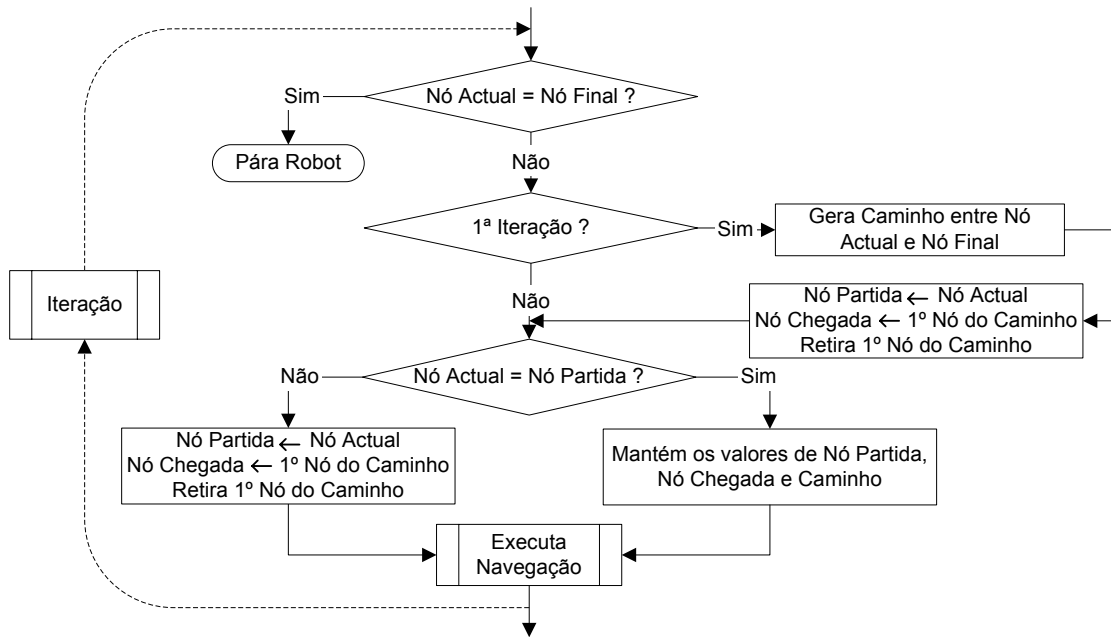 Nó Actual = Nó Final ?
Sim
Pára Robot
Não
1ª Iteração ?
Sim
Gera Caminho entre Nó
Actual e Nó Final
Iteração
Não
Nó Partida ← Nó Actual
Nó Chegada ← 1º Nó do Caminho
Retira 1º Nó do Caminho
Não
Nó Actual = Nó Partida ?
Sim
Nó Partida ← Nó Actual
Nó Chegada ← 1º Nó do Caminho
Retira 1º Nó do Caminho
Mantém os valores de Nó Partida,
Nó Chegada e Caminho
Executa
Navegação